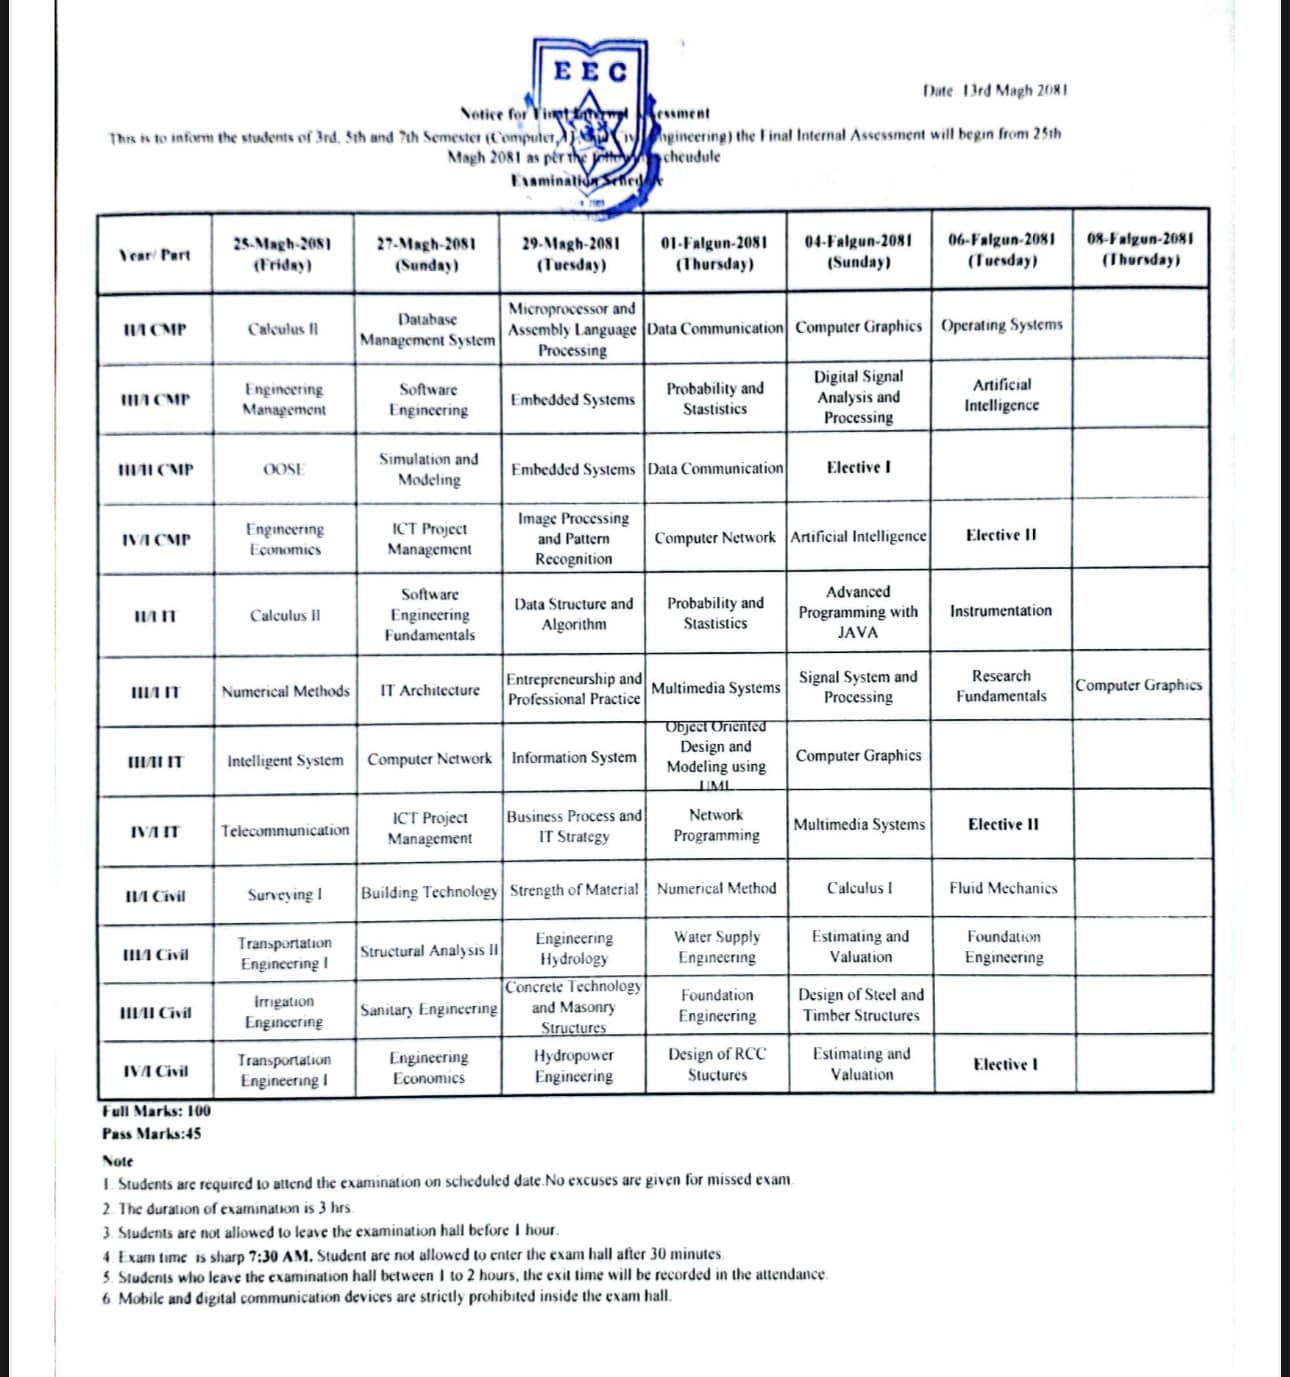 EEC
Date 13rd Magh 2081
Notice for Final Internal
This is to inform the students of 3rd, 5th and 7th Semester (Computer, the Final Internal Assessment will begin from 25th
Magh 2081 as per the scheudule
Examination
Year/ Part
25-Magh-2081
(Friday)
27-Magh-2081
(Sunday)
29-Magh-2081
(Tuesday)
01-Falgun-2081
(Thursday)
04-Falgun-2081
(Sunday)
06-Falgun-2081
(Tuesday)
08-Falgun-2081
(Thursday)
II/I CMP
Calculus II
Database
Management System
Microprocessor and
Assembly Language
Processing
Data Communication
Computer Graphics
Operating Systems
III/I CMP
Engineering
Management
Software
Engineering
Embedded Systems
Probability and
Stastistics
Digital Signal
Analysis and
Processing
Artificial
Intelligence
III/II CMP
OOSE
Simulation and
Modeling
Embedded Systems
Data Communication
Elective I
IV/I CMP
Engineering
Economics
ICT Project
Management
Image Processing
and Pattern
Recognition
Computer Network
Artificial Intelligence
Elective II
II/I IT
Calculus II
Software
Engineering
Fundamentals
Data Structure and
Algorithm
Probability and
Stastistics
Advanced
Programming with
JAVA
Instrumentation
III/I IT
Numerical Methods
IT Architecture
Entrepreneurship and
Professional Practice
Multimedia Systems
Signal System and
Processing
Research
Fundamentals
Computer Graphics
III/II IT
Intelligent System
Computer Network
Information System
Object Oriented
Design and
Modeling using
UML
Computer Graphics
IV/I IT
Telecommunication
ICT Project
Management
Business Process and
IT Strategy
Network
Programming
Multimedia Systems
Elective II
II/I Civil
Surveying I
Building Technology
Strength of Material
Numerical Method
Calculus I
Fluid Mechanics
III/I Civil
Transportation
Engineering I
Structural Analysis II
Engineering
Hydrology
Water Supply
Engineering
Estimating and
Valuation
Foundation
Engineering
III/II Civil
Irrigation
Engineering
Sanitary Engineering
Concrete Technology
and Masonry
Structures
Foundation
Engineering
Design of Steel and
Timber Structures
IV/I Civil
Transportation
Engineering I
Engineering
Economics
Hydropower
Engineering
Design of RCC
Stuctures
Estimating and
Valuation
Elective I
Full Marks: 100
Pass Marks:45
Note
1. Students are required to attend the examination on scheduled date.No excuses are given for missed exam.
2. The duration of examination is 3 hrs.
3. Students are not allowed to leave the examination hall before 1 hour.
4. Exam time is sharp 7:30 AM. Student are not allowed to enter the exam hall after 30 minutes.
5. Students who leave the examination hall between 1 to 2 hours, the exit time will be recorded in the attendance.
6. Mobile and digital communication devices are strictly prohibited inside the exam hall.